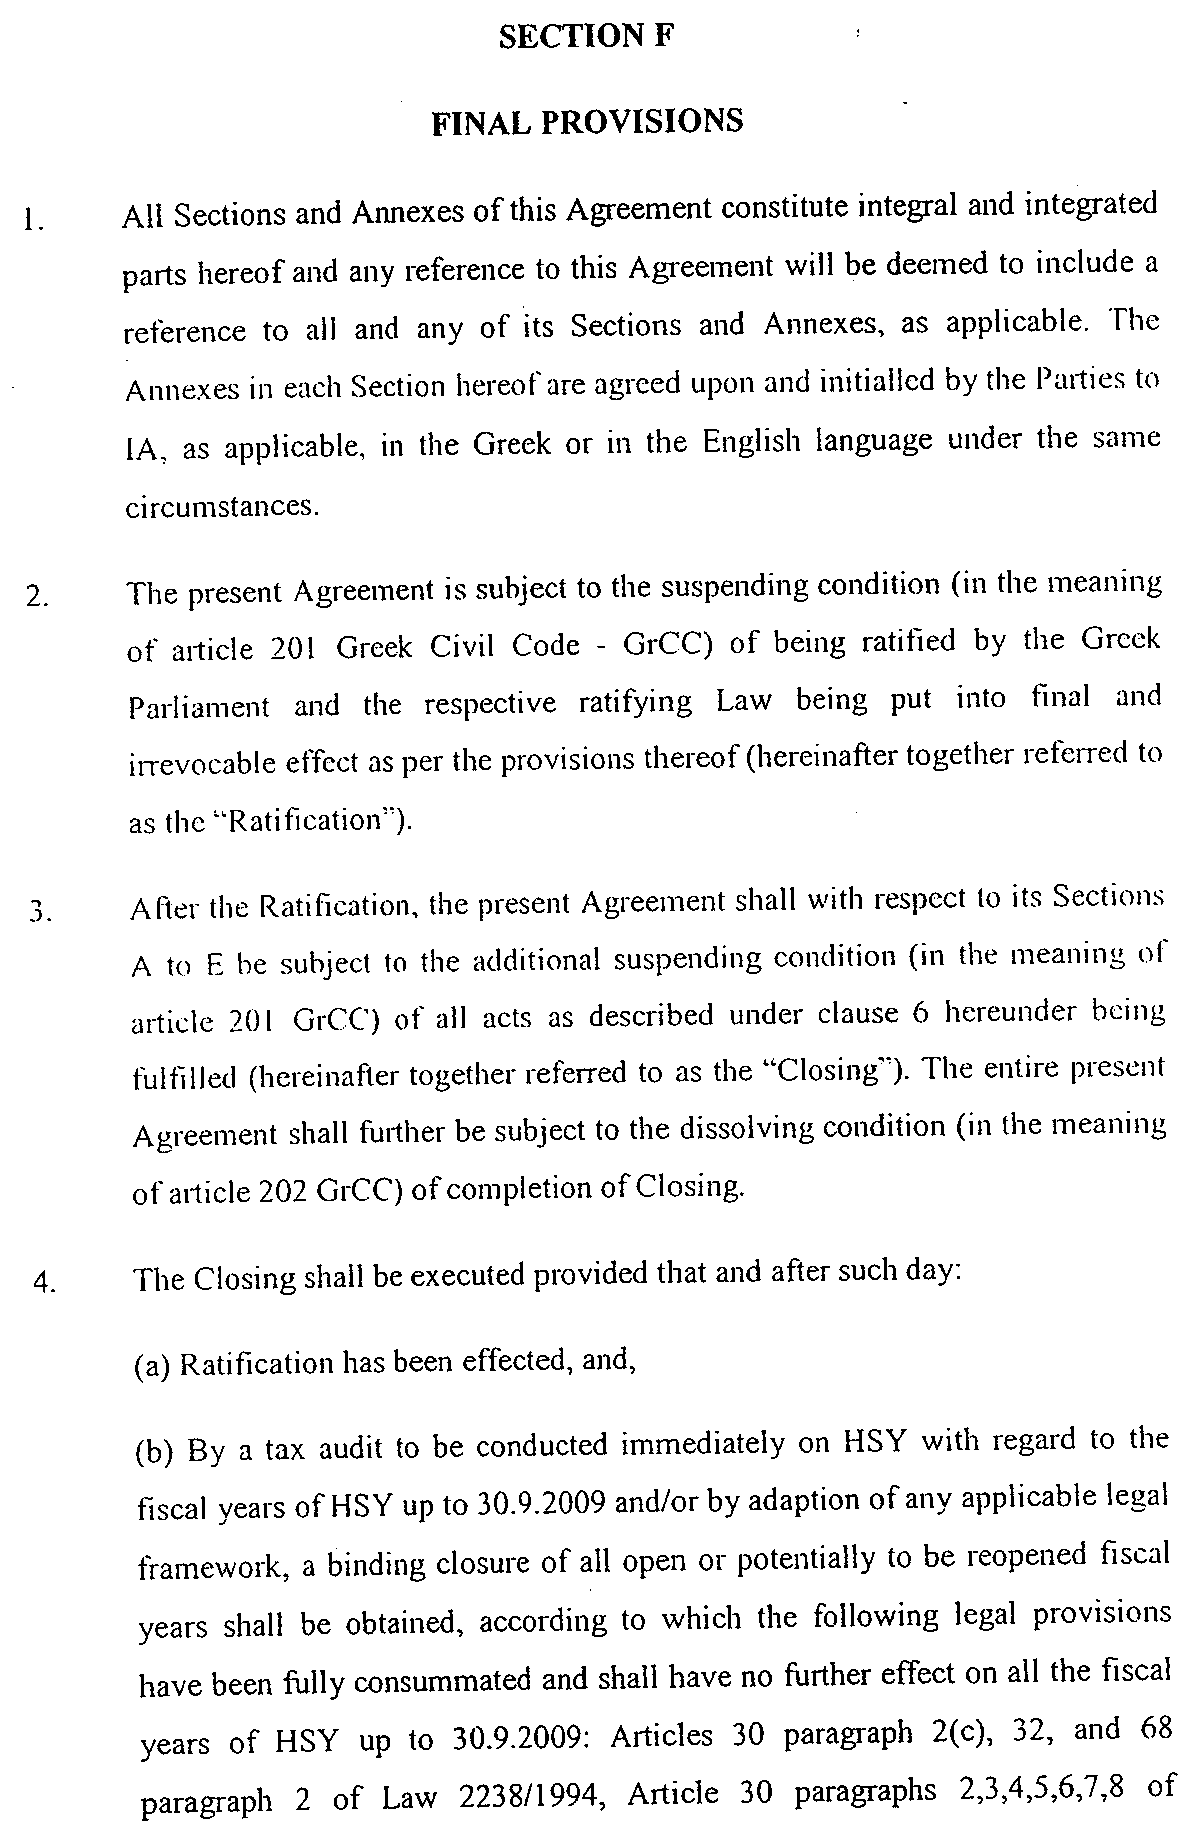 SECTION F
FINAL PROVISIONS
1. All Sections and Annexes of this Agreement constitute integral and integrated
parts hereof and any reference to this Agreement will be deemed to include a
reference to all and any of its Sections and Annexes, as applicable. The
Annexes in each Section hereof are agreed upon and initialled by the Parties to
IA, as applicable, in the Greek or in the English language under the same
circumstances.
2. The present Agreement is subject to the suspending condition (in the meaning
of article 201 Greek Civil Code - GrCC) of being ratified by the Greek
Parliament and the respective ratifying Law being put into final and
irrevocable effect as per the provisions thereof (hereinafter together referred to
as the “Ratification”).
3. After the Ratification, the present Agreement shall with respect to its Sections
A to E be subject to the additional suspending condition (in the meaning of
article 201 GrCC) of all acts as described under clause 6 hereunder being
fulfilled (hereinafter together referred to as the “Closing”). The entire present
Agreement shall further be subject to the dissolving condition (in the meaning
of article 202 GrCC) of completion of Closing.
4. The Closing shall be executed provided that and after such day:
(a) Ratification has been effected, and,
(b) By a tax audit to be conducted immediately on HSY with regard to the
fiscal years of HSY up to 30.9.2009 and/or by adaption of any applicable legal
framework, a binding closure of all open or potentially to be reopened fiscal
years shall be obtained, according to which the following legal provisions
have been fully consummated and shall have no further effect on all the fiscal
years of HSY up to 30.9.2009: Articles 30 paragraph 2(c), 32, and 68
paragraph 2 of Law 2238/1994, Article 30 paragraphs 2,3,4,5,6,7,8 of